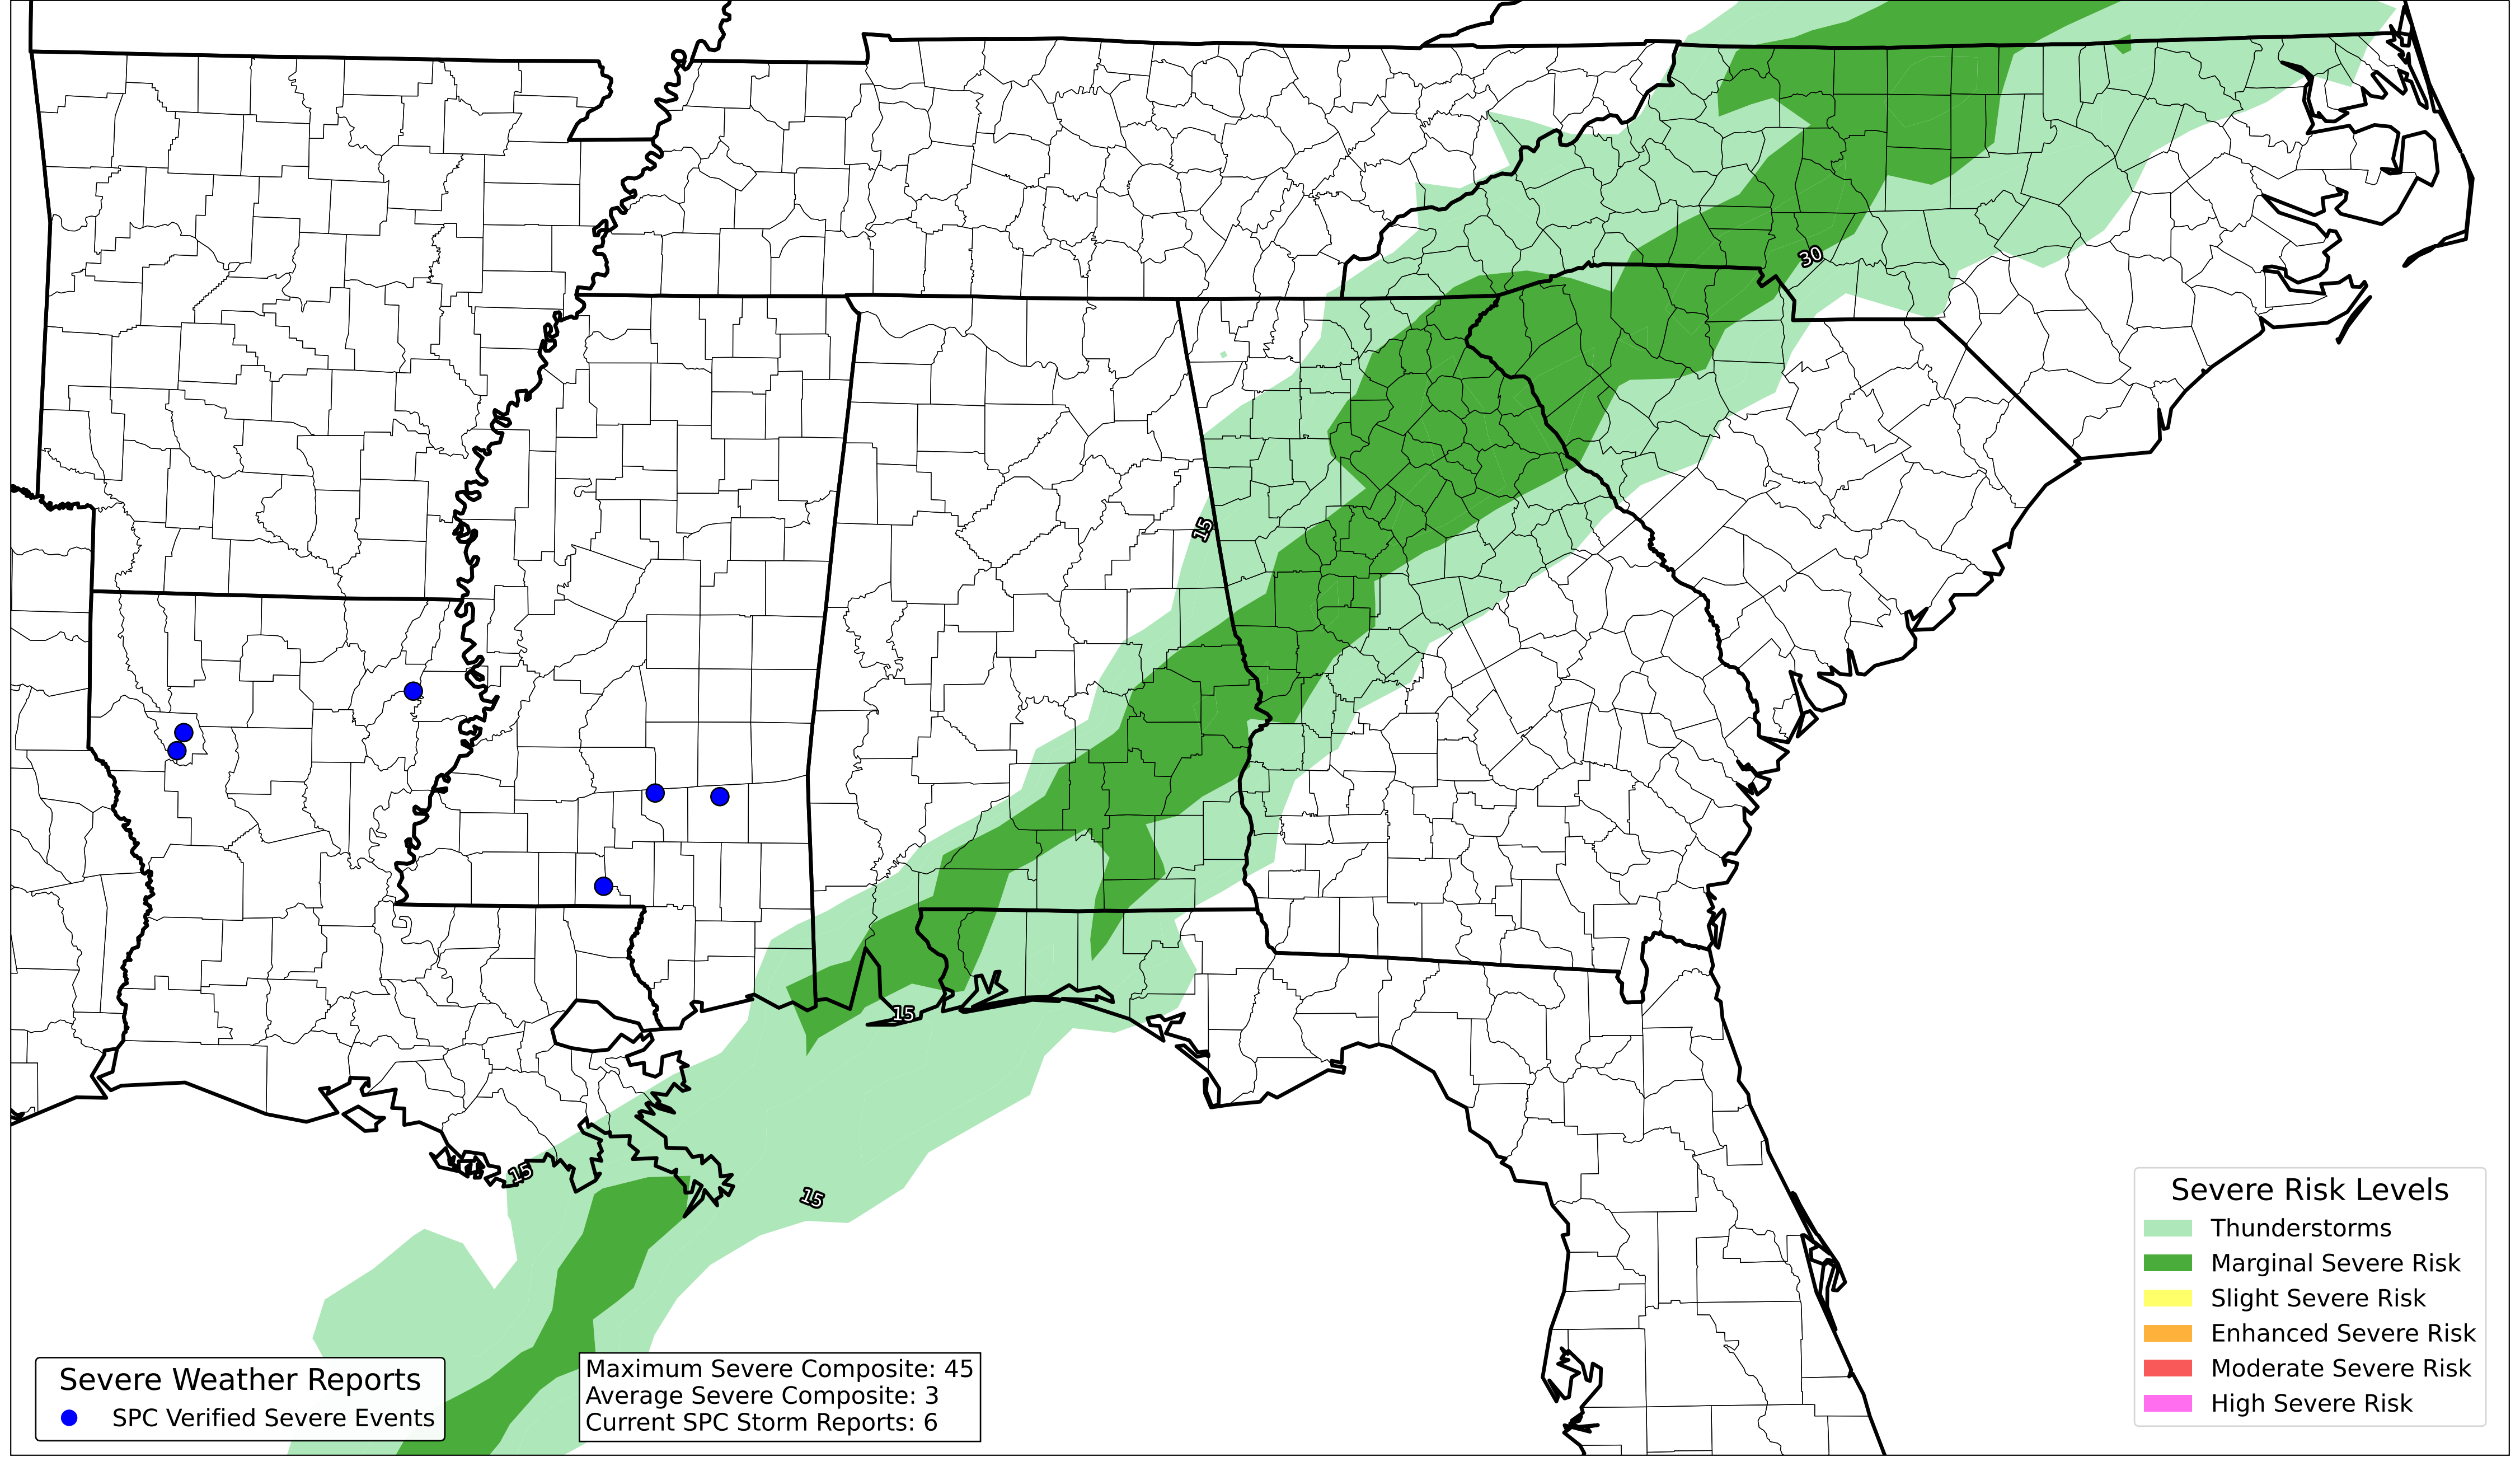 30
15
15
15
15
Severe Risk Levels
Thunderstorms
Marginal Severe Risk
Slight Severe Risk
Enhanced Severe Risk
Moderate Severe Risk
High Severe Risk
Severe Weather Reports
SPC Verified Severe Events
Maximum Severe Composite: 45
Average Severe Composite: 3
Current SPC Storm Reports: 6